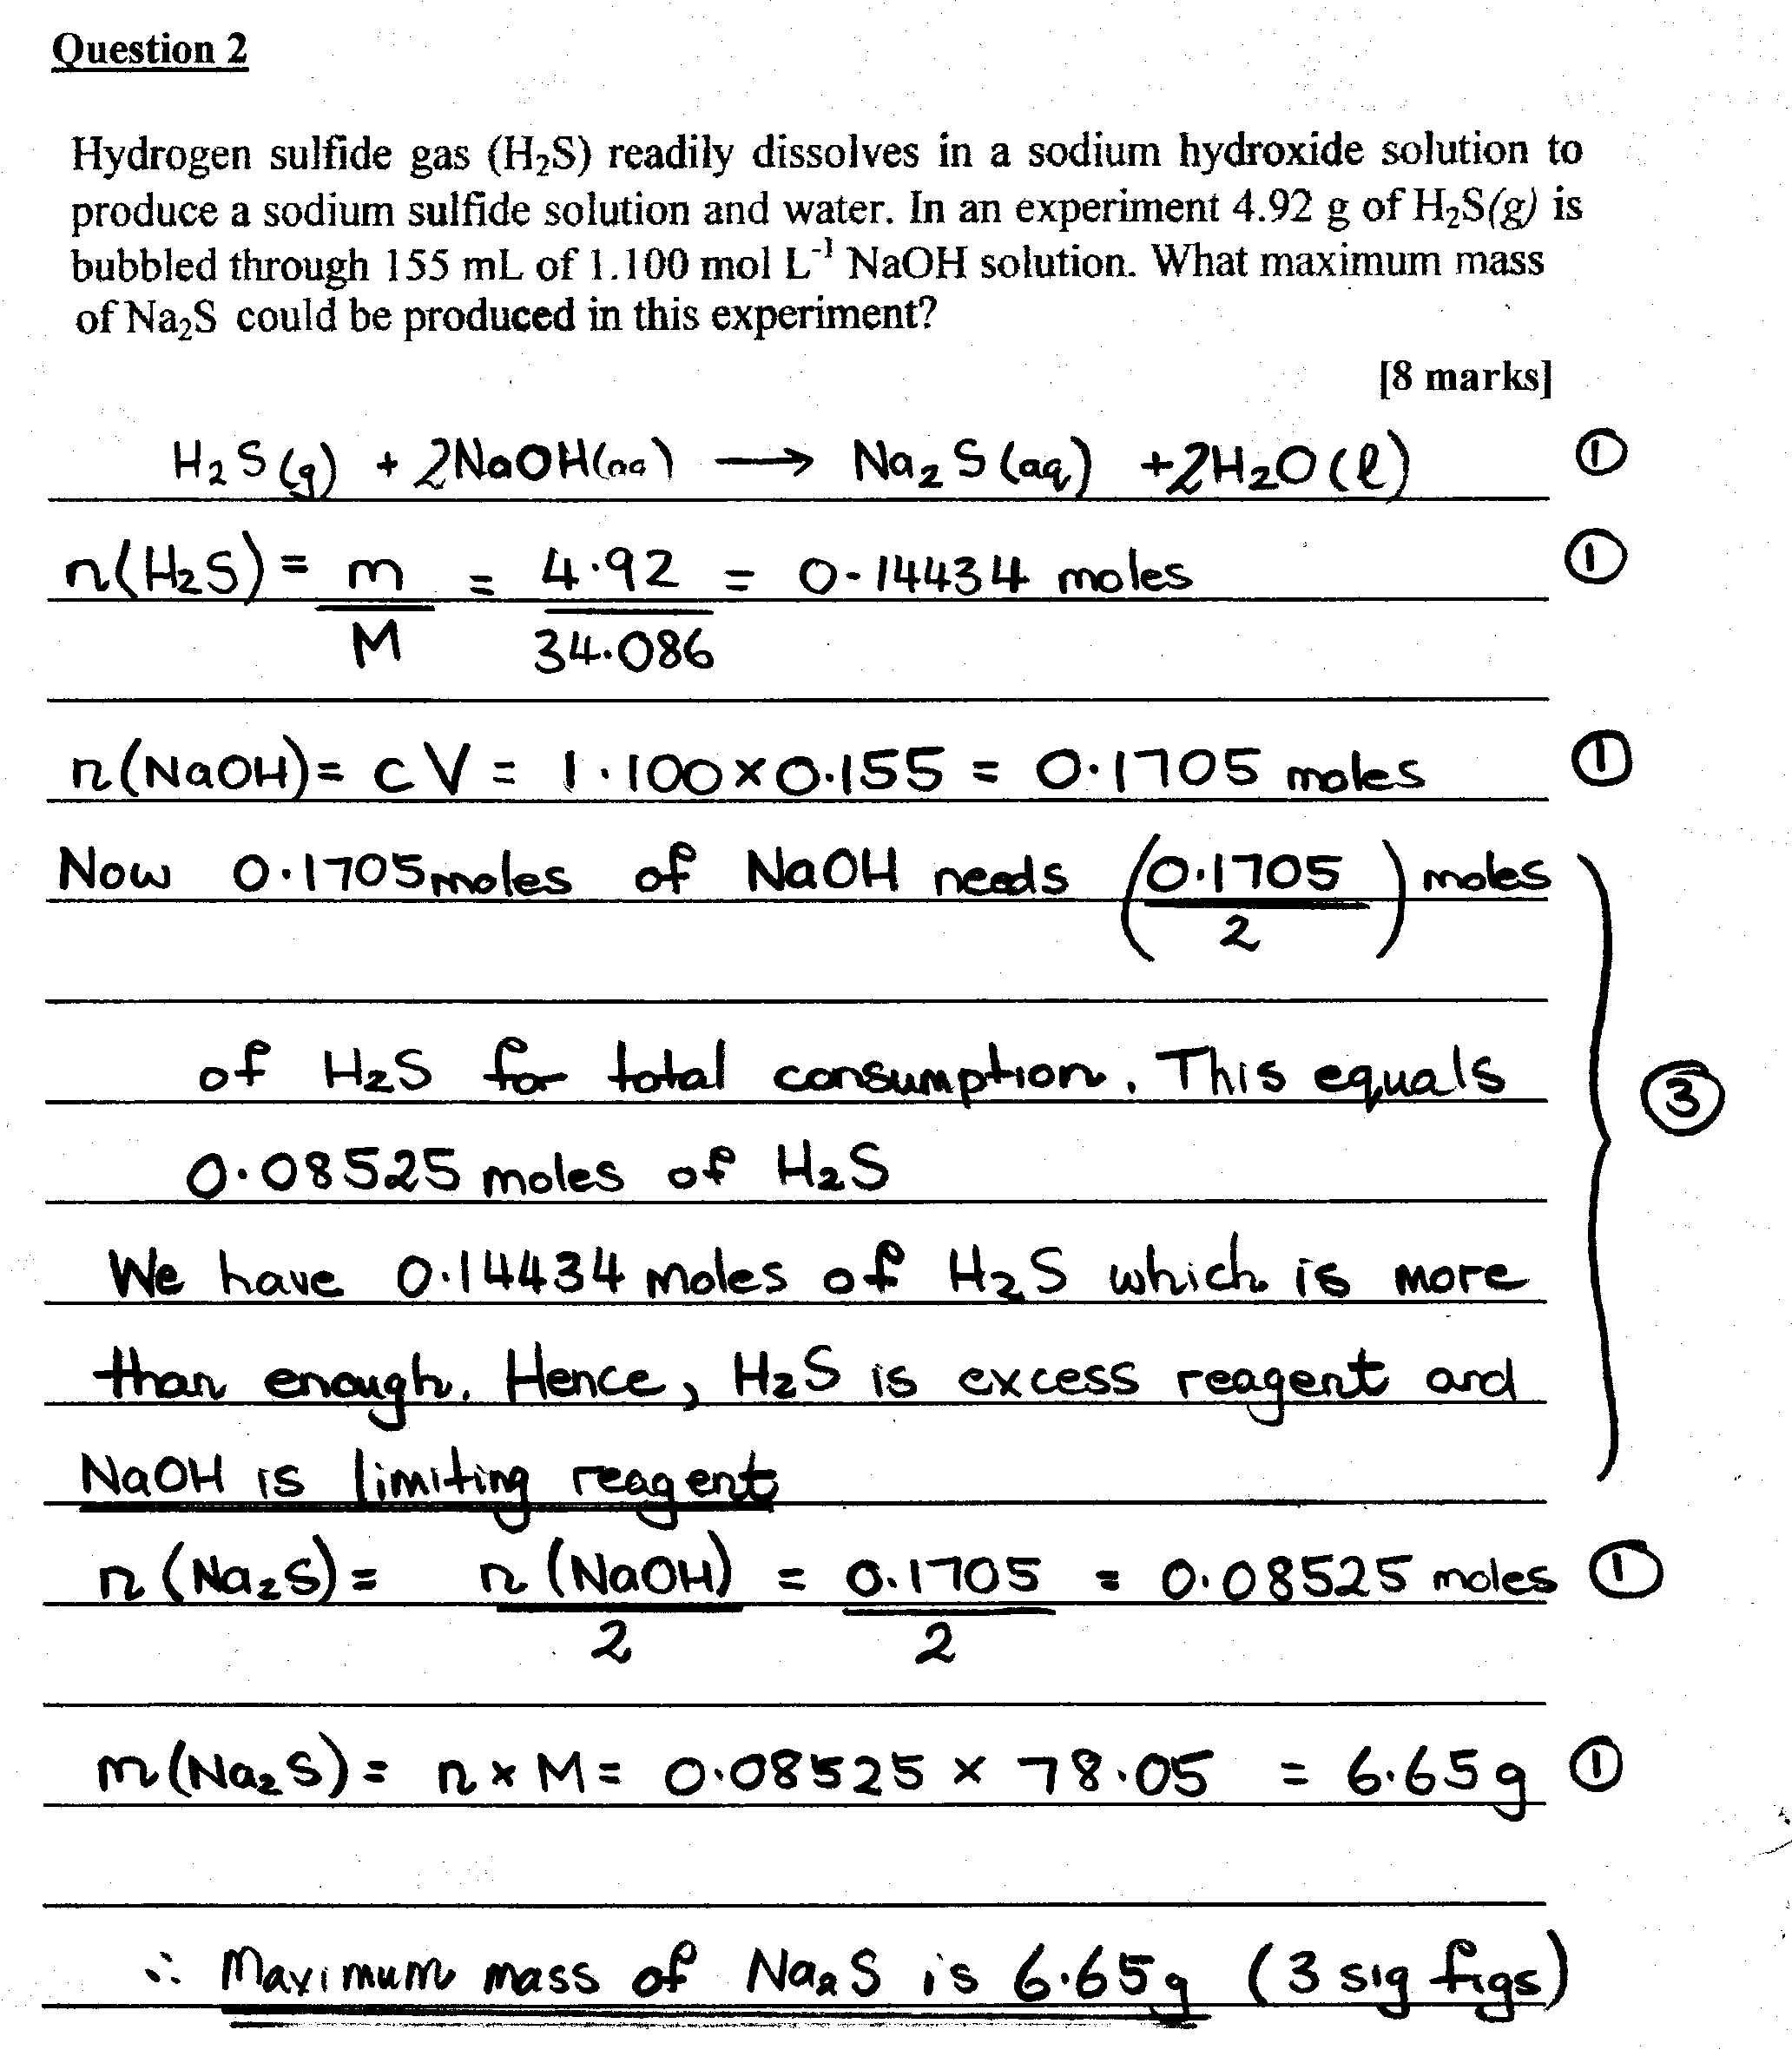 Question 2
Hydrogen sulfide gas (H₂S) readily dissolves in a sodium hydroxide solution to
produce a sodium sulfide solution and water. In an experiment 4.92 g of H₂S(g) is
bubbled through 155 mL of 1.100 mol L⁻¹ NaOH solution. What maximum mass
of Na₂S could be produced in this experiment?
[8 marks]
H₂S(g) + 2NaOH(aq) → Na₂S(aq) + 2H₂O(l) ①
n(H₂S) = m/M = 4.92/34.086 = 0.14434 moles ①
n(NaOH) = cV = 1.100 × 0.155 = 0.1705 moles ①
Now 0.1705 moles of NaOH needs (0.1705/2) moles
of H₂S for total consumption. This equals ③
0.08525 moles of H₂S
We have 0.14434 moles of H₂S which is more
than enough. Hence, H₂S is excess reagent and
NaOH is limiting reagent
n(Na₂S) = n(NaOH)/2 = 0.1705/2 = 0.08525 moles ①
m(Na₂S) = n × M = 0.08525 × 78.05 = 6.65g ①
∴ Maximum mass of Na₂S is 6.65g (3 sig figs)